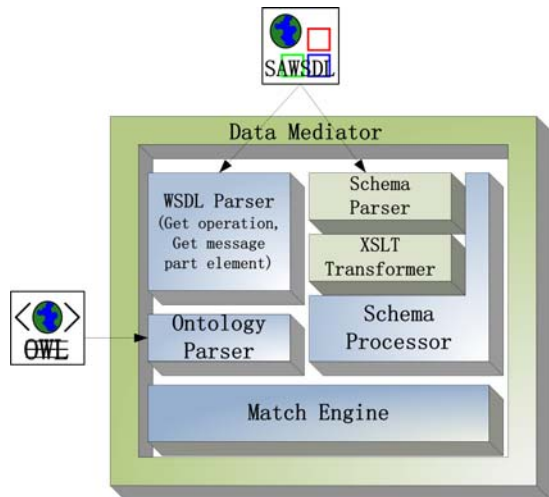 SAWSDL
Data Mediator
WSDL Parser
(Get operation,
Get message
part element)
Schema
Parser
XSLT
Transformer
Schema
Processor
<>
OWL
Ontology
Parser
Match Engine